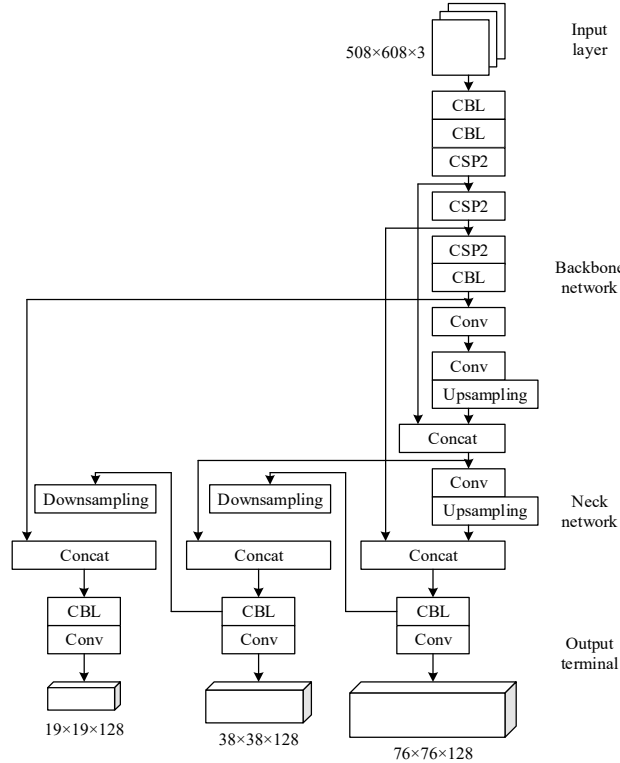 Input
layer
508×608×3
CBL
CBL
CSP2
CSP2
CSP2
CBL
Backbone
network
Conv
Conv
Upsampling
Concat
Downsampling
Downsampling
Conv
Upsampling
Neck
network
Concat
Concat
Concat
CBL
Conv
CBL
Conv
CBL
Conv
Output
terminal
19×19×128
38×38×128
76×76×128